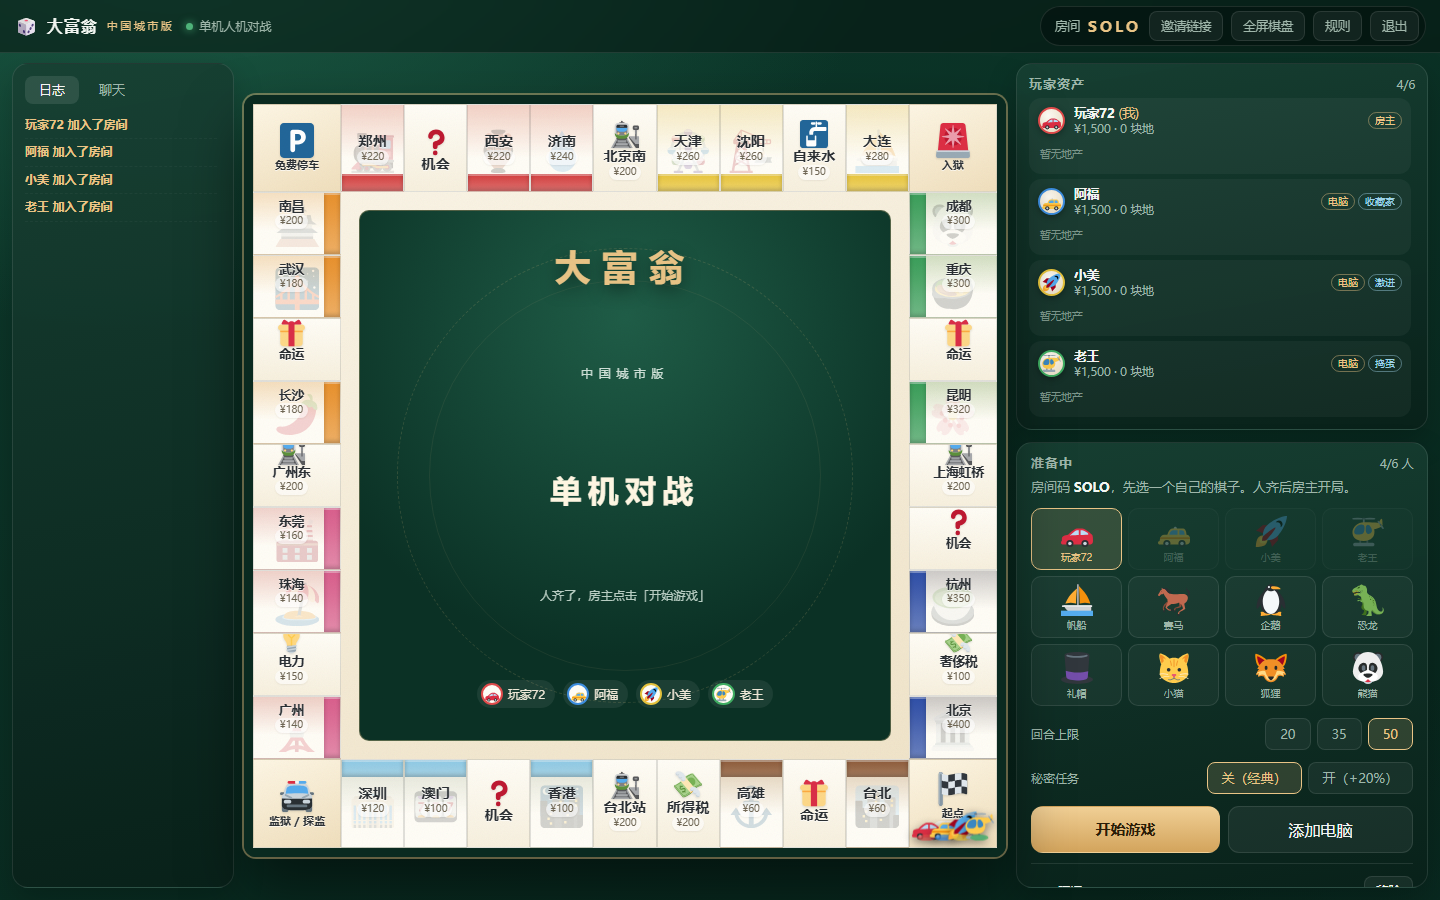 大富翁 中国城市版 单机人机对战
房间 SOLO 邀请链接 全屏棋盘 规则 退出
日志 聊天
玩家72 加入了房间
阿福 加入了房间
小美 加入了房间
老王 加入了房间
P
免费停车
郑州
¥220
机会
西安
¥220
济南
¥240
北京南
¥200
天津
¥260
沈阳
¥260
自来水
¥150
大连
¥280
入狱
南昌
¥200
武汉
¥180
命运
长沙
¥180
广州东
¥200
东莞
¥160
珠海
¥140
电力
¥150
广州
¥140
大富翁
中国城市版
单机对战
人齐了，房主点击「开始游戏」
玩家72 阿福 小美 老王
成都
¥300
重庆
¥300
命运
昆明
¥320
上海虹桥
¥200
机会
杭州
¥350
奢侈税
¥100
北京
¥400
监狱 / 探监
深圳
¥120
澳门
¥100
机会
香港
¥100
台北站
¥200
所得税
¥200
高雄
¥60
命运
台北
¥60
起点
玩家资产 4/6
玩家72 (我) 房主
¥1,500 · 0 块地
暂无地产
阿福 电脑 收藏家
¥1,500 · 0 块地
暂无地产
小美 电脑 激进
¥1,500 · 0 块地
暂无地产
老王 电脑 捣蛋
¥1,500 · 0 块地
暂无地产
准备中 4/6 人
房间码 SOLO，先选一个自己的棋子。人齐后房主开局。
玩家72 阿福 小美 老王
帆船 赛马 企鹅 恐龙
礼帽 小猫 狐狸 熊猫
回合上限 20 35 50
秘密任务 关（经典） 开（+20%）
开始游戏 添加电脑